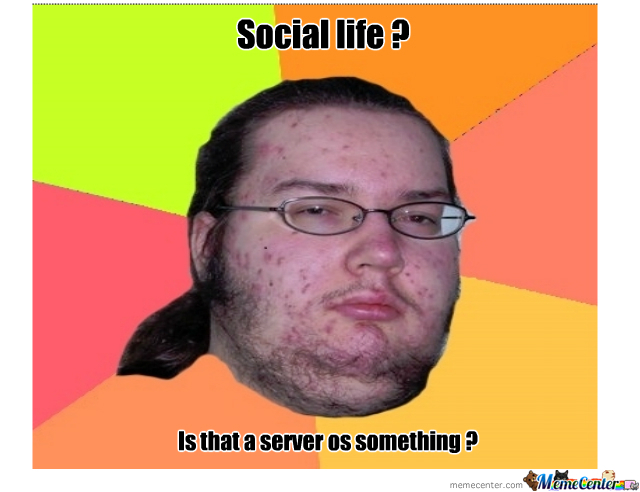 Social life ?
Is that a server os something ?
memecenter.com MemeCenter